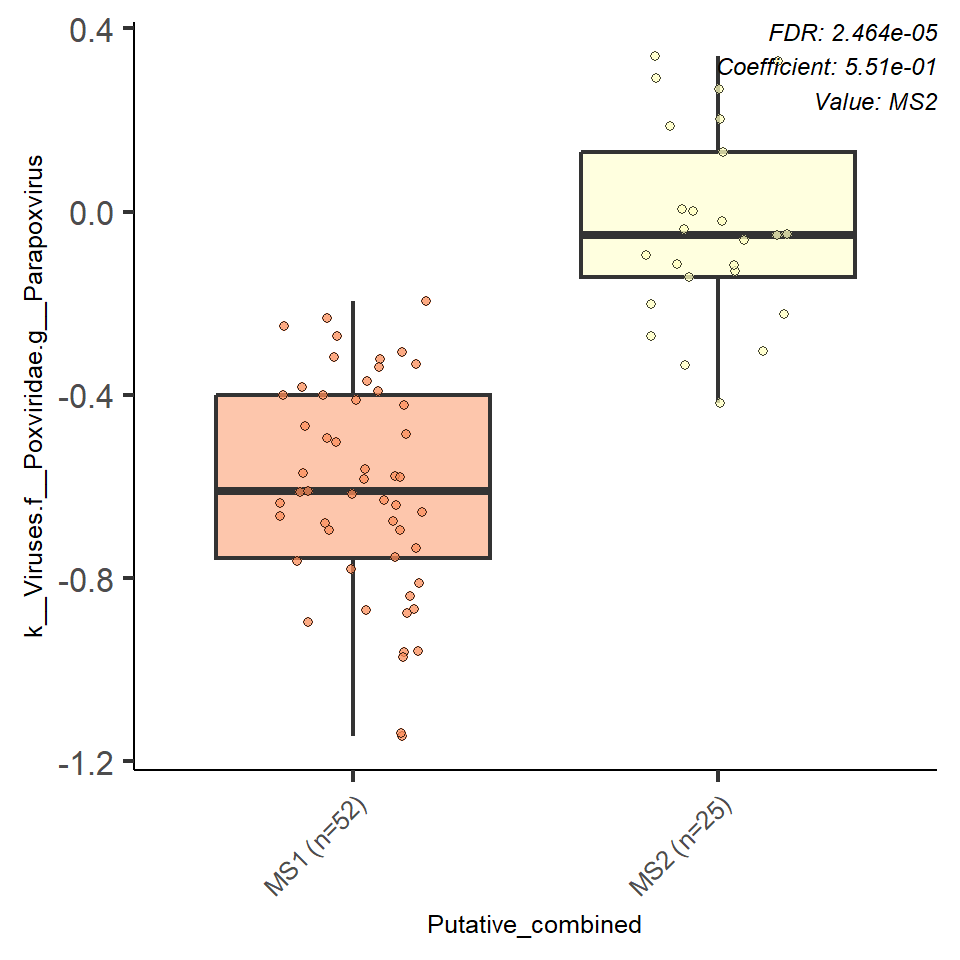 FDR: 2.464e-05
Coefficient: 5.51e-01
Value: MS2
k__Viruses.f__Poxviridae.g__Parapoxvirus
0.4
0.0
-0.4
-0.8
-1.2
MS1 (n=52)
MS2 (n=25)
Putative_combined